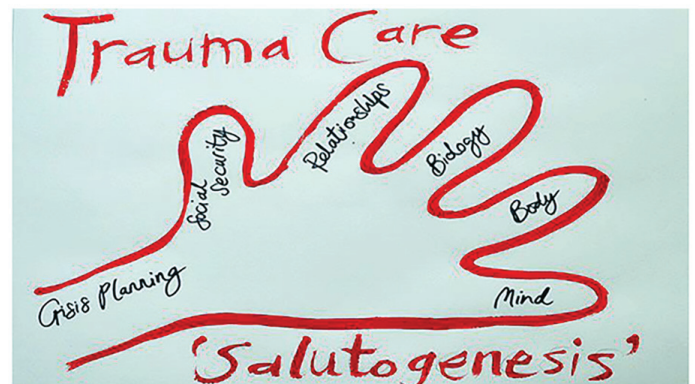 Trauma Care
Social
Security
Relationships
Biology
Body
Mind
Crisis Planning
'Salutogenesis'